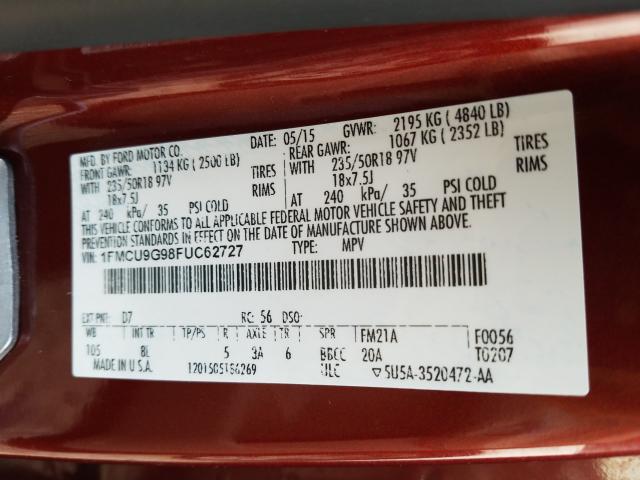 MFD. BY FORD MOTOR CO. DATE: 05/15 GVWR: 2195 KG ( 4840 LB)
FRONT GAWR: 1134 KG ( 2500 LB) REAR GAWR: 1067 KG ( 2352 LB)
WITH 235/50R18 97V TIRES WITH 235/50R18 97V TIRES
18x7.5J RIMS 18x7.5J RIMS
AT 240 kPa/ 35 PSI COLD AT 240 kPa/ 35 PSI COLD
THIS VEHICLE CONFORMS TO ALL APPLICABLE FEDERAL MOTOR VEHICLE SAFETY AND THEFT
PREVENTION STANDARDS IN EFFECT ON THE DATE OF MANUFACTURE SHOWN ABOVE.
1FMCU9G98FUC62727 TYPE: MPV
EXT PNT: D7 RC: 56 DSO:
WB INT TR TP/PS R AXLE TR SPR FM21A F0056
105 8L 5 3A 6 BBCC 20A T0207
MADE IN U.S.A. ULC ▽5U5A-3520472-AA